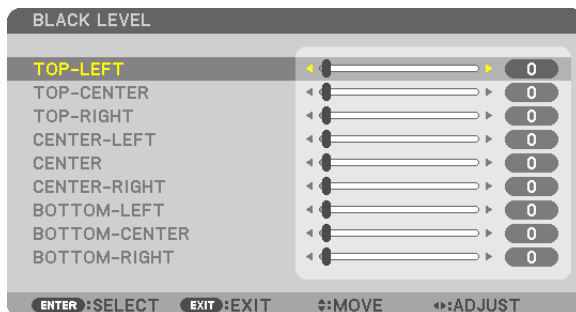 BLACK LEVEL
TOP-LEFT 0
TOP-CENTER 0
TOP-RIGHT 0
CENTER-LEFT 0
CENTER 0
CENTER-RIGHT 0
BOTTOM-LEFT 0
BOTTOM-CENTER 0
BOTTOM-RIGHT 0
ENTER :SELECT EXIT :EXIT :MOVE :ADJUST